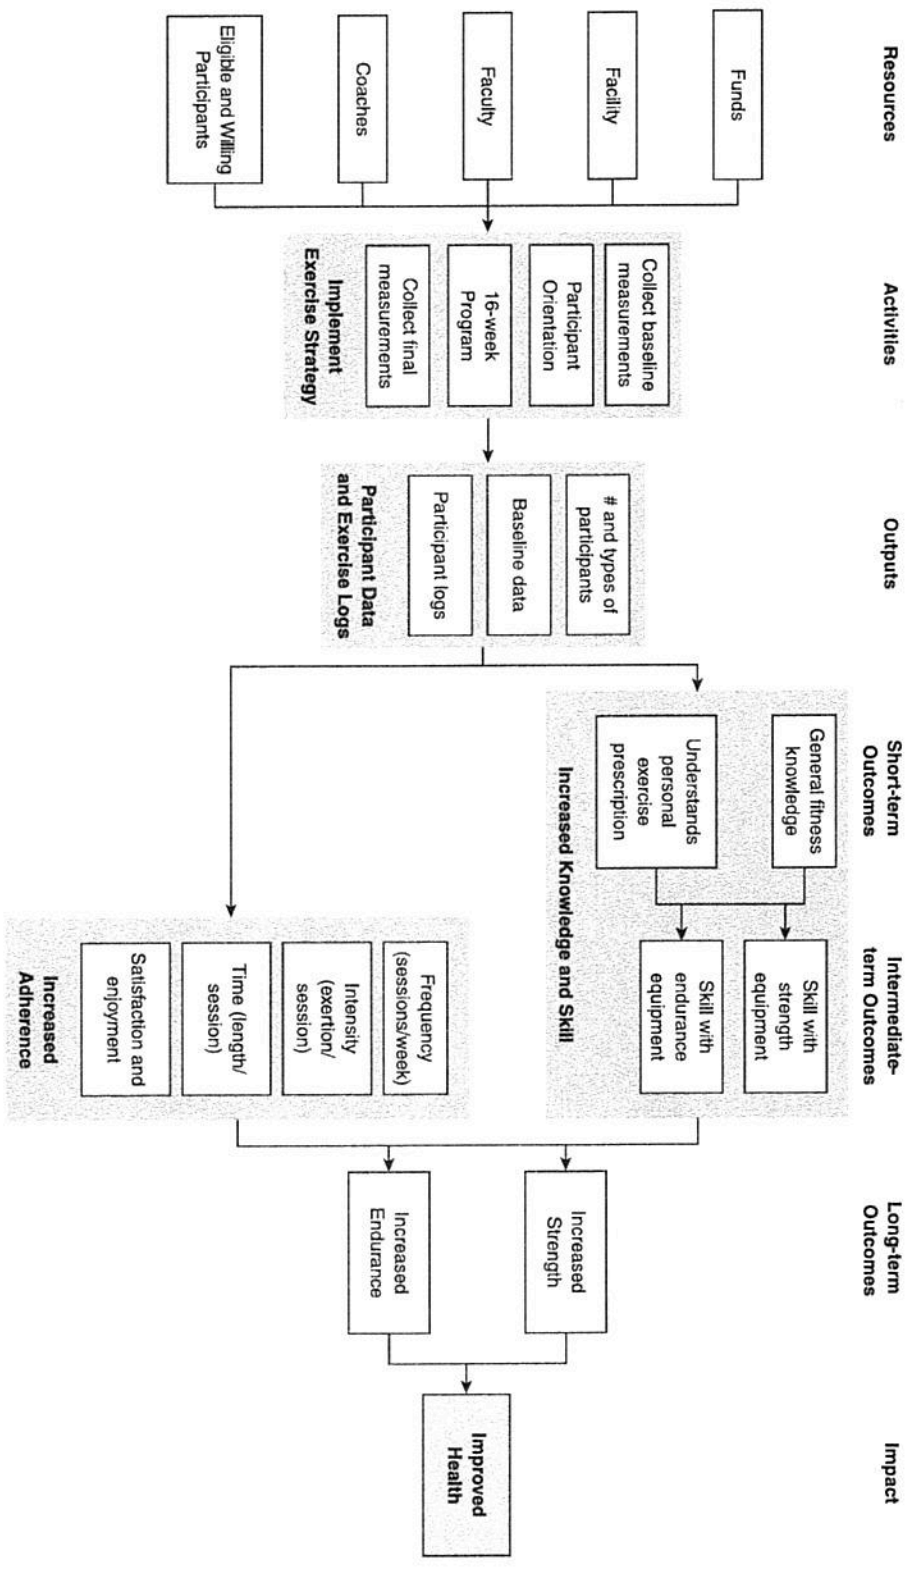 Resources
Activities
Outputs
Short-term
Outcomes
Intermediate-
term Outcomes
Long-term
Outcomes
Impact
Funds
Facility
Faculty
Coaches
Eligible and Willing
Participants
Collect baseline
measurements
Participant
Orientation
16-week
Program
Collect final
measurements
Implement
Exercise Strategy
# and types of
participants
Baseline data
Participant logs
Participant Data
and Exercise Logs
General fitness
knowledge
Understands
personal
exercise
prescription
Skill with
strength
equipment
Skill with
endurance
equipment
Increased Knowledge and Skill
Frequency
(sessions/week)
Intensity
(exertion/
session)
Time (length/
session)
Satisfaction and
enjoyment
Increased
Adherence
Increased
Strength
Increased
Endurance
Improved
Health